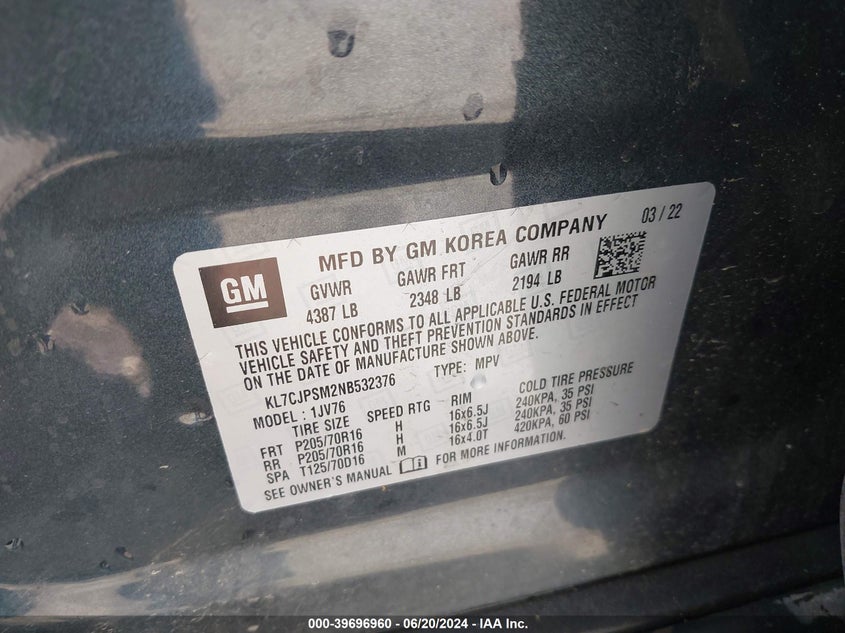 MFD BY GM KOREA COMPANY 03 / 22
GM
GVWR GAWR FRT GAWR RR
4387 LB 2348 LB 2194 LB
THIS VEHICLE CONFORMS TO ALL APPLICABLE U.S. FEDERAL MOTOR
VEHICLE SAFETY AND THEFT PREVENTION STANDARDS IN EFFECT
ON THE DATE OF MANUFACTURE SHOWN ABOVE.
KL7CJPSM2NB532376 TYPE: MPV
MODEL: 1JV76
TIRE SIZE SPEED RTG RIM COLD TIRE PRESSURE
FRT P205/70R16 H 16x6.5J 240KPA, 35 PSI
RR P205/70R16 H 16x6.5J 240KPA, 35 PSI
SPA T125/70D16 M 16x4.0T 420KPA, 60 PSI
SEE OWNER'S MANUAL FOR MORE INFORMATION.
000-39696960 - 06/20/2024 - IAA Inc.